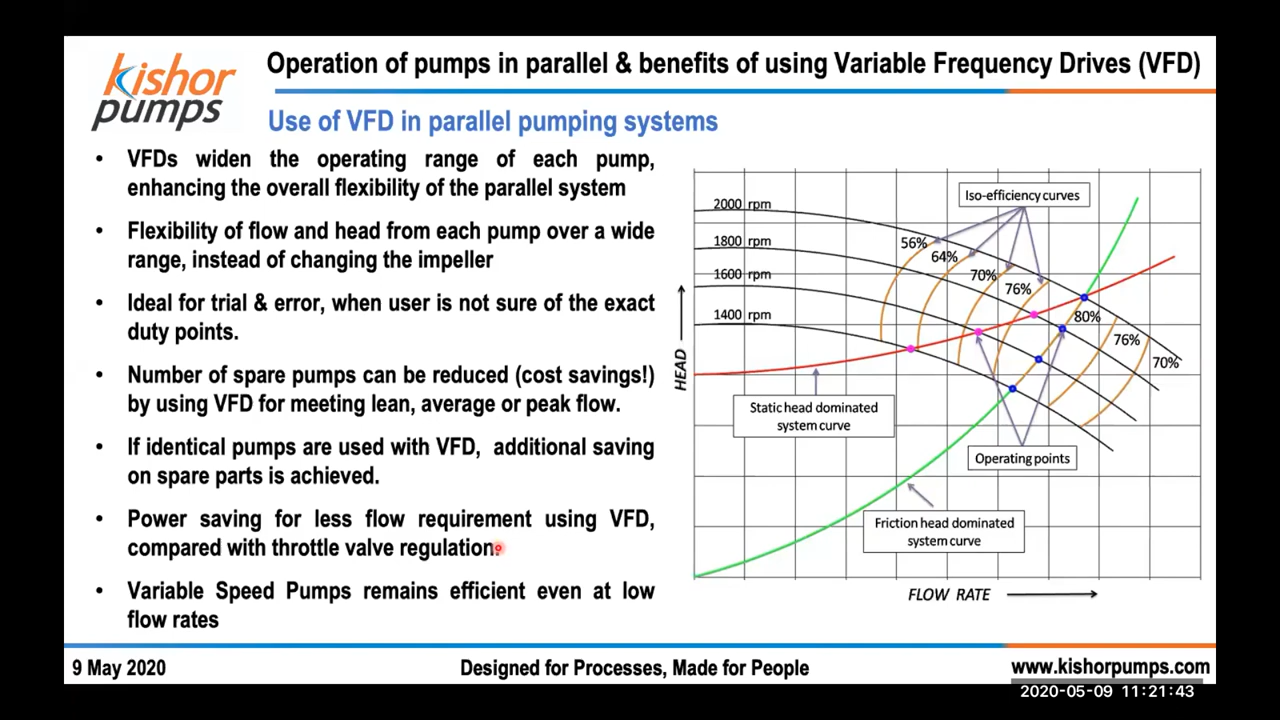 kishor
pumps
Operation of pumps in parallel & benefits of using Variable Frequency Drives (VFD)
Use of VFD in parallel pumping systems
• VFDs widen the operating range of each pump,
enhancing the overall flexibility of the parallel system
• Flexibility of flow and head from each pump over a wide
range, instead of changing the impeller
• Ideal for trial & error, when user is not sure of the exact
duty points.
• Number of spare pumps can be reduced (cost savings!)
by using VFD for meeting lean, average or peak flow.
• If identical pumps are used with VFD, additional saving
on spare parts is achieved.
• Power saving for less flow requirement using VFD,
compared with throttle valve regulation.
• Variable Speed Pumps remains efficient even at low
flow rates
Iso-efficiency curves
2000 rpm
1800 rpm
1600 rpm
1400 rpm
56%
64%
70%
76%
80%
76%
70%
HEAD
Static head dominated
system curve
Operating points
Friction head dominated
system curve
FLOW RATE
9 May 2020
Designed for Processes, Made for People
www.kishorpumps.com
2020-05-09 11:21:43